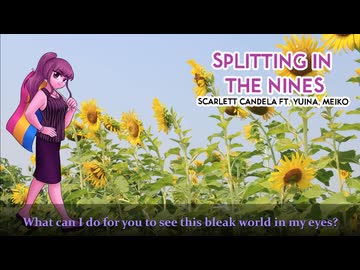 SPLITTING IN
THE NINES
SCARLETT CANDELA FT. YUINA, MEIKO
What can I do for you to see this bleak world in my eyes?